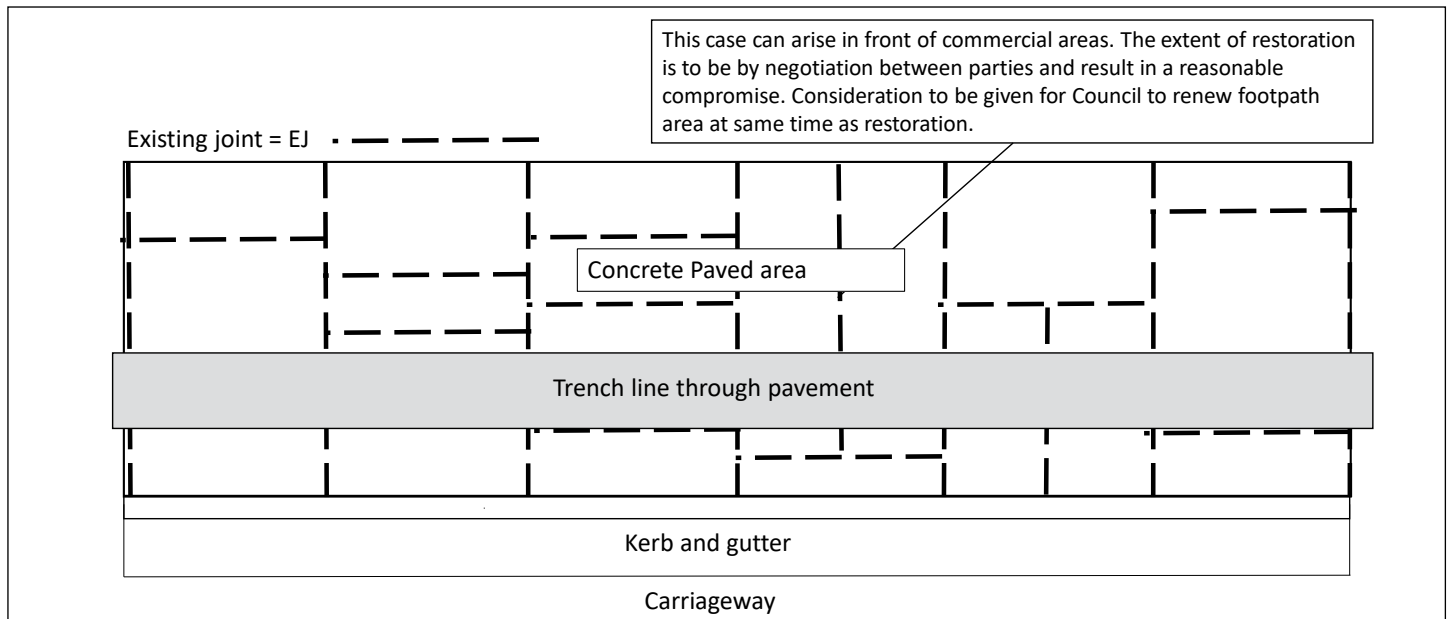 This case can arise in front of commercial areas. The extent of restoration
is to be by negotiation between parties and result in a reasonable
compromise. Consideration to be given for Council to renew footpath
area at same time as restoration.
Existing joint = EJ
Concrete Paved area
Trench line through pavement
Kerb and gutter
Carriageway